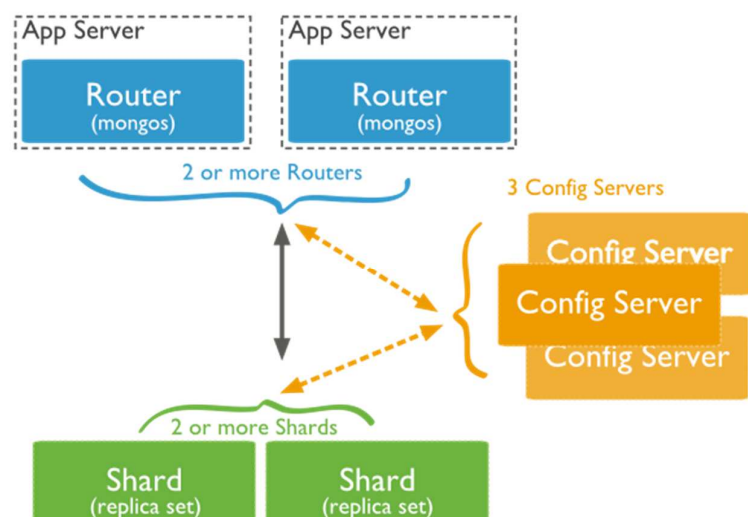 App Server
App Server
Router
(mongos)
Router
(mongos)
2 or more Routers
3 Config Servers
Config Server
Config Server
Config Server
2 or more Shards
Shard
(replica set)
Shard
(replica set)